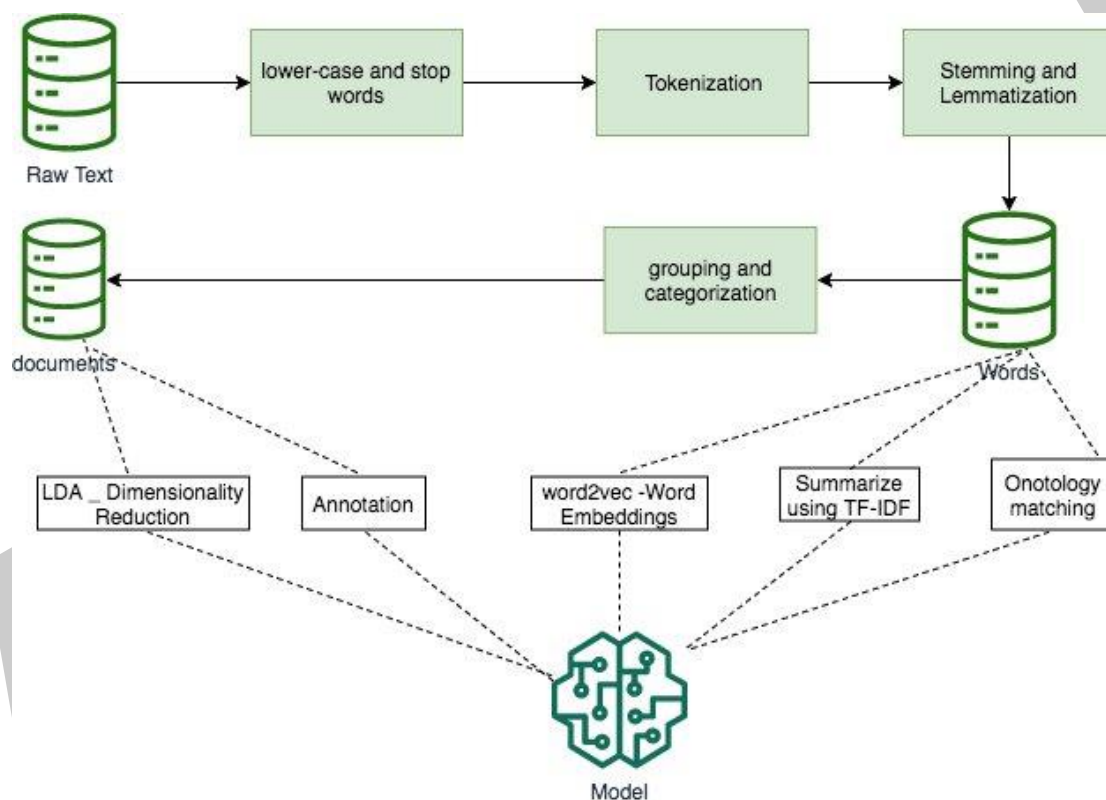 lower-case and stop
words
Tokenization
Stemming and
Lemmatization
Raw Text
grouping and
categorization
documents
Words
LDA _ Dimensionality
Reduction
Annotation
word2vec -Word
Embeddings
Summarize
using TF-IDF
Onotology
matching
Model